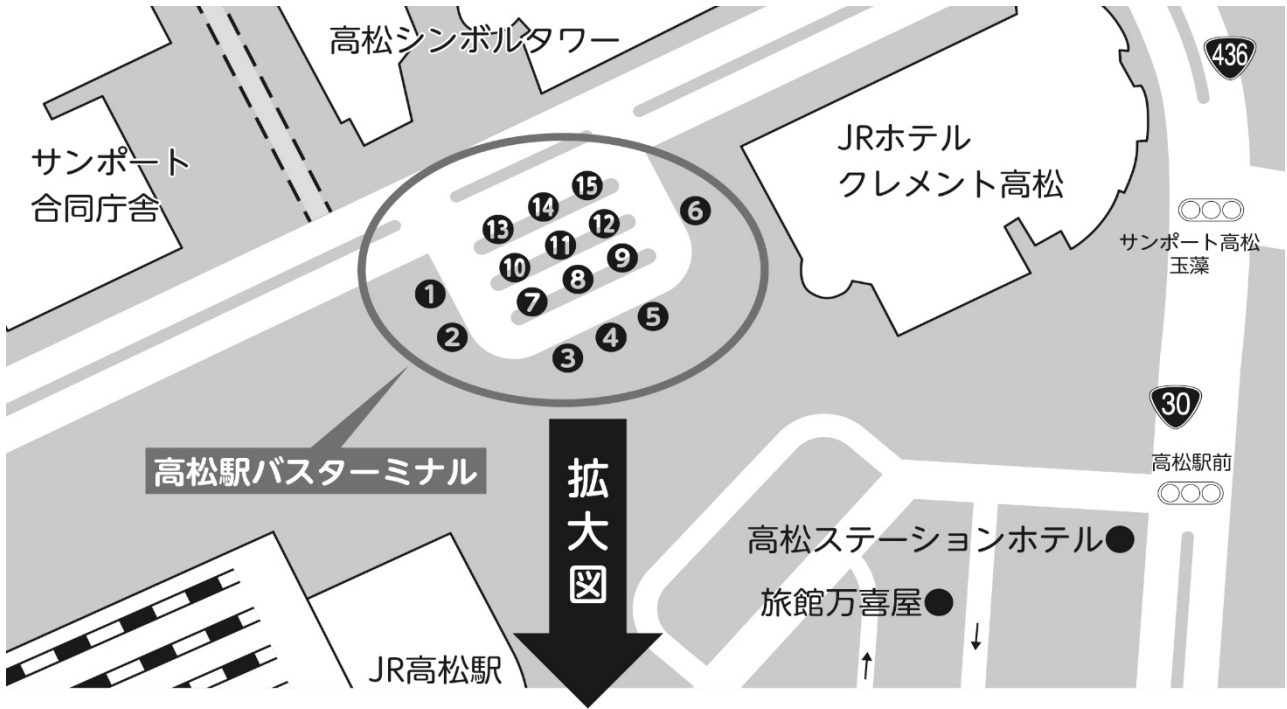 高松シンボルタワー
436
サンポート
合同庁舎
JRホテル
クレメント高松
15
14
13
12
11
10
9
8
7
6
サンポート高松
玉藻
1
2
5
4
3
30
高松駅バスターミナル
拡大図
高松駅前
高松ステーションホテル
旅館万喜屋
JR高松駅